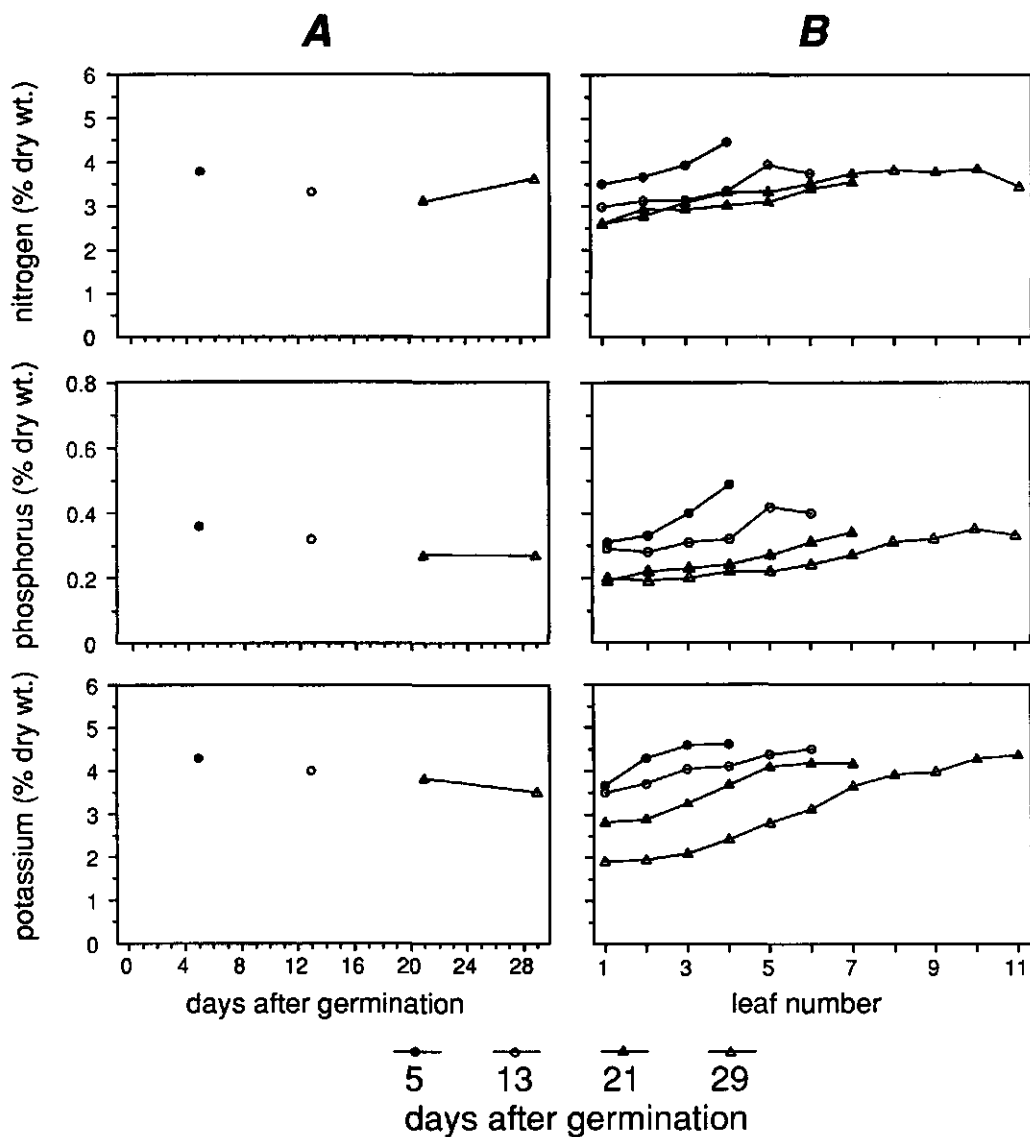 A
B
nitrogen (% dry wt.)
6
5
4
3
2
1
0
phosphorus (% dry wt.)
0.8
0.6
0.4
0.2
0
potassium (% dry wt.)
6
5
4
3
2
1
0
0 4 8 12 16 20 24 28
days after germination
1 3 5 7 9 11
leaf number
5 13 21 29
days after germination